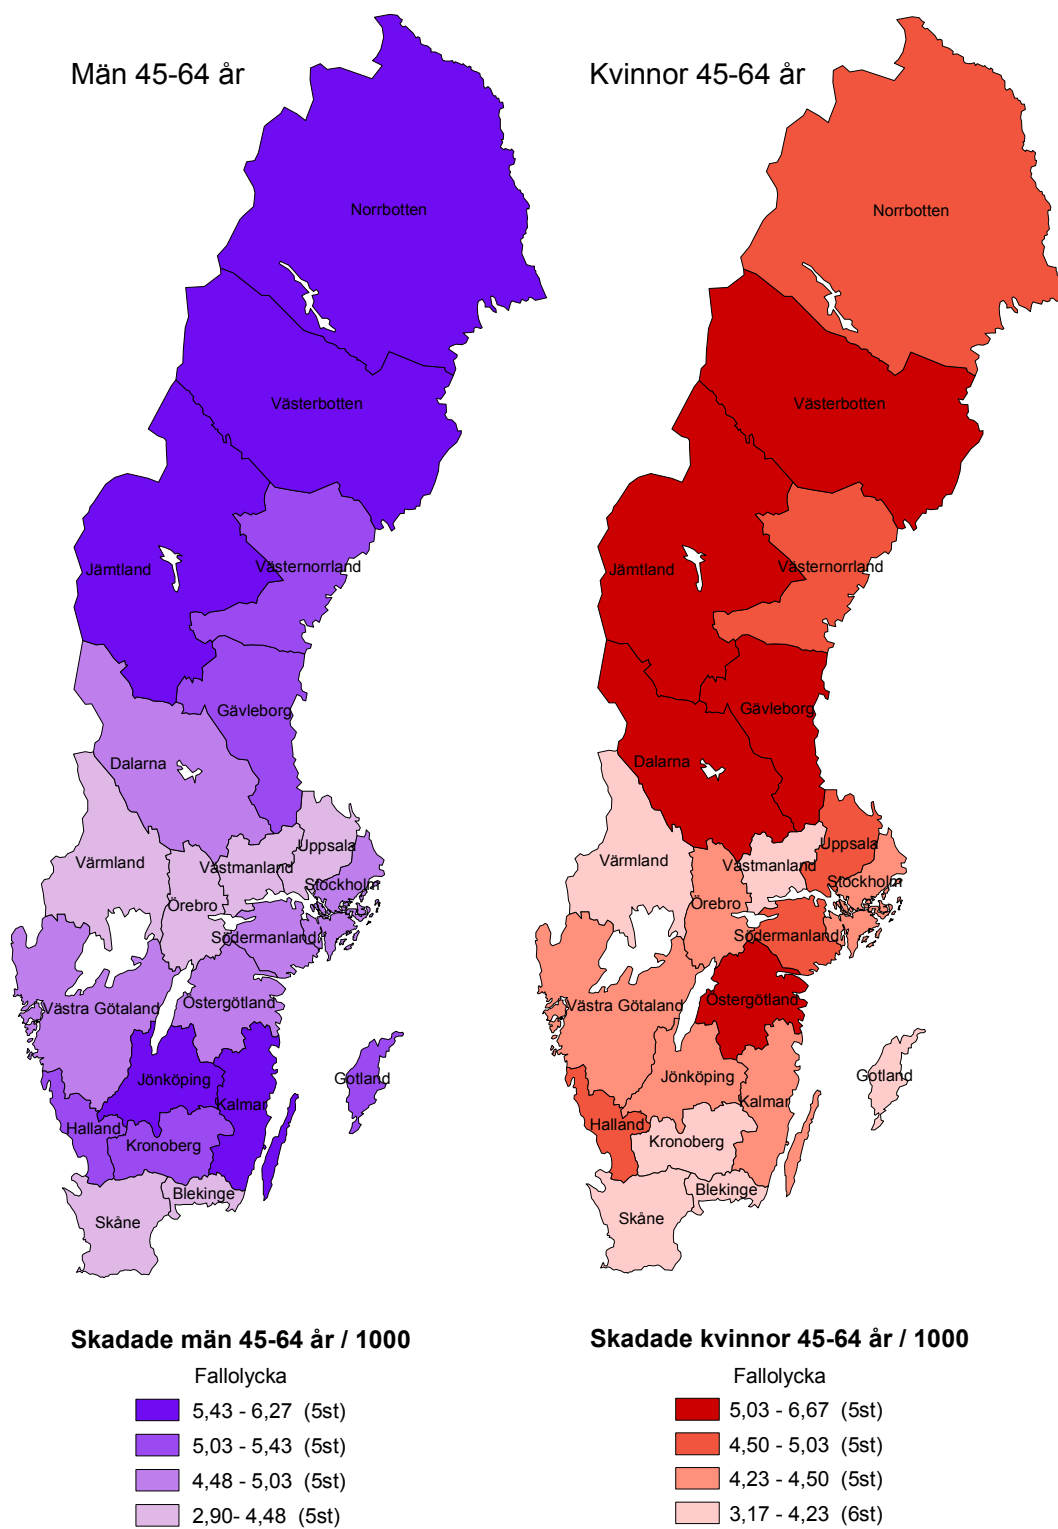 Män 45-64 år
Norrbotten
Västerbotten
Jämtland
Västernorrland
Gävleborg
Dalarna
Uppsala
Värmland
Västmanland
Stockholm
Örebro
Södermanland
Västra Götaland
Östergötland
Jönköping
Gotland
Kalmar
Halland
Kronoberg
Blekinge
Skåne
Skadade män 45-64 år / 1000
Fallolycka
5,43 - 6,27 (5st)
5,03 - 5,43 (5st)
4,48 - 5,03 (5st)
2,90- 4,48 (5st)
Kvinnor 45-64 år
Norrbotten
Västerbotten
Jämtland
Västernorrland
Gävleborg
Dalarna
Uppsala
Värmland
Västmanland
Stockholm
Örebro
Södermanland
Västra Götaland
Östergötland
Jönköping
Gotland
Kalmar
Halland
Kronoberg
Blekinge
Skåne
Skadade kvinnor 45-64 år / 1000
Fallolycka
5,03 - 6,67 (5st)
4,50 - 5,03 (5st)
4,23 - 4,50 (5st)
3,17 - 4,23 (6st)